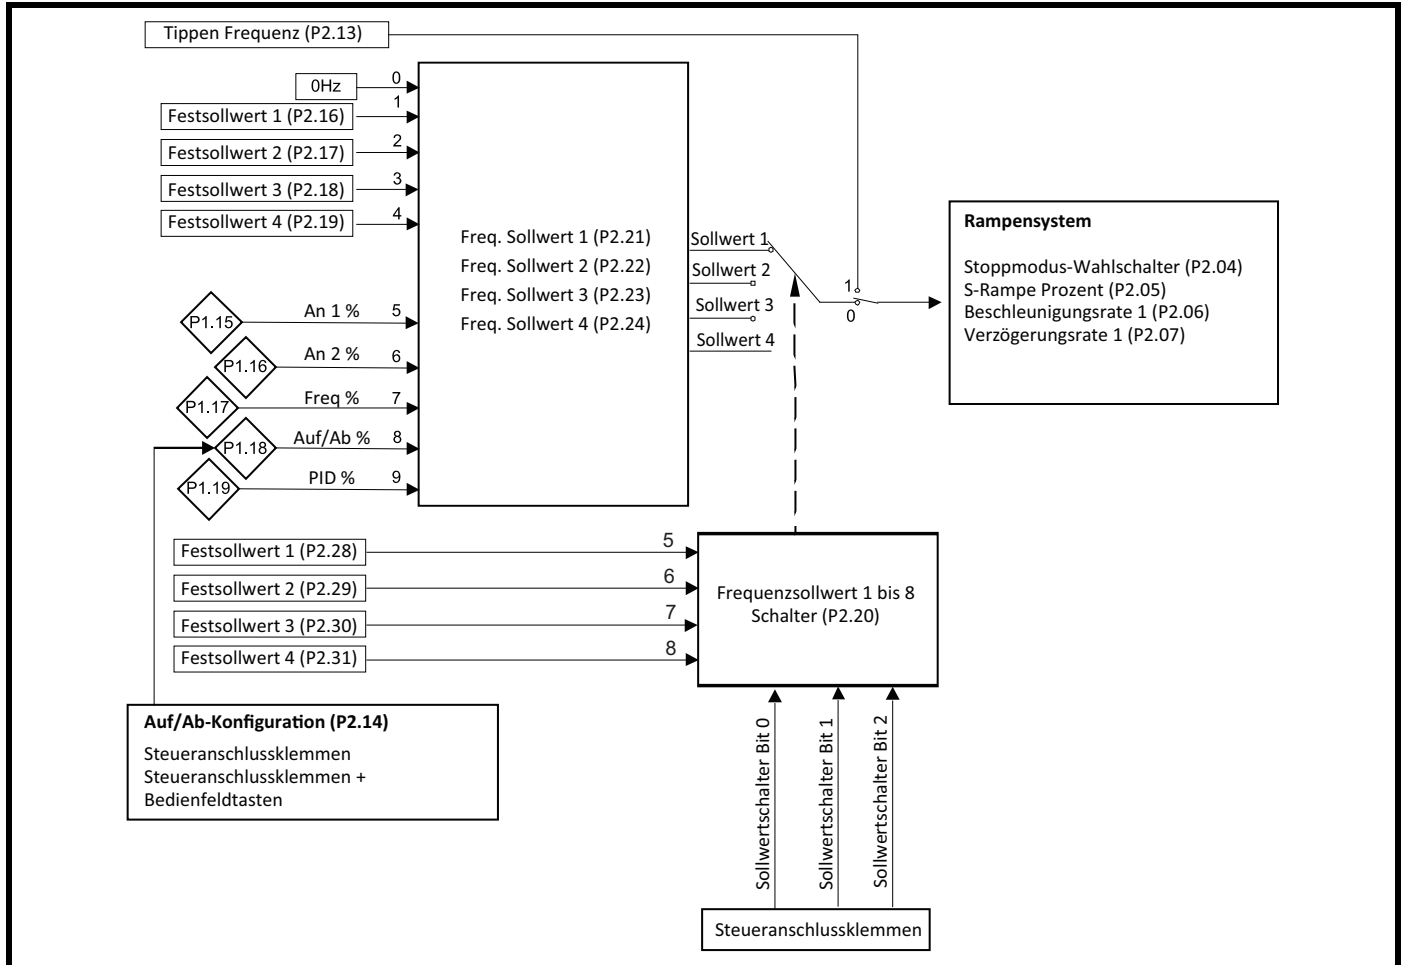 Tippen Frequenz (P2.13)
0Hz
0
Festsollwert 1 (P2.16)
1
Festsollwert 2 (P2.17)
2
Festsollwert 3 (P2.18)
3
Festsollwert 4 (P2.19)
4
P1.15
An 1 %
5
P1.16
An 2 %
6
P1.17
Freq %
7
P1.18
Auf/Ab %
8
P1.19
PID %
9
Freq. Sollwert 1 (P2.21)
Freq. Sollwert 2 (P2.22)
Freq. Sollwert 3 (P2.23)
Freq. Sollwert 4 (P2.24)
Sollwert 1
Sollwert 2
Sollwert 3
Sollwert 4
1
0
Rampensystem
Stoppmodus-Wahlschalter (P2.04)
S-Rampe Prozent (P2.05)
Beschleunigungsrate 1 (P2.06)
Verzögerungsrate 1 (P2.07)
Festsollwert 1 (P2.28)
5
Festsollwert 2 (P2.29)
6
Festsollwert 3 (P2.30)
7
Festsollwert 4 (P2.31)
8
Frequenzsollwert 1 bis 8
Schalter (P2.20)
Auf/Ab-Konfiguration (P2.14)
Steueranschlussklemmen
Steueranschlussklemmen +
Bedienfeldtasten
Sollwertschalter Bit 0
Sollwertschalter Bit 1
Sollwertschalter Bit 2
Steueranschlussklemmen